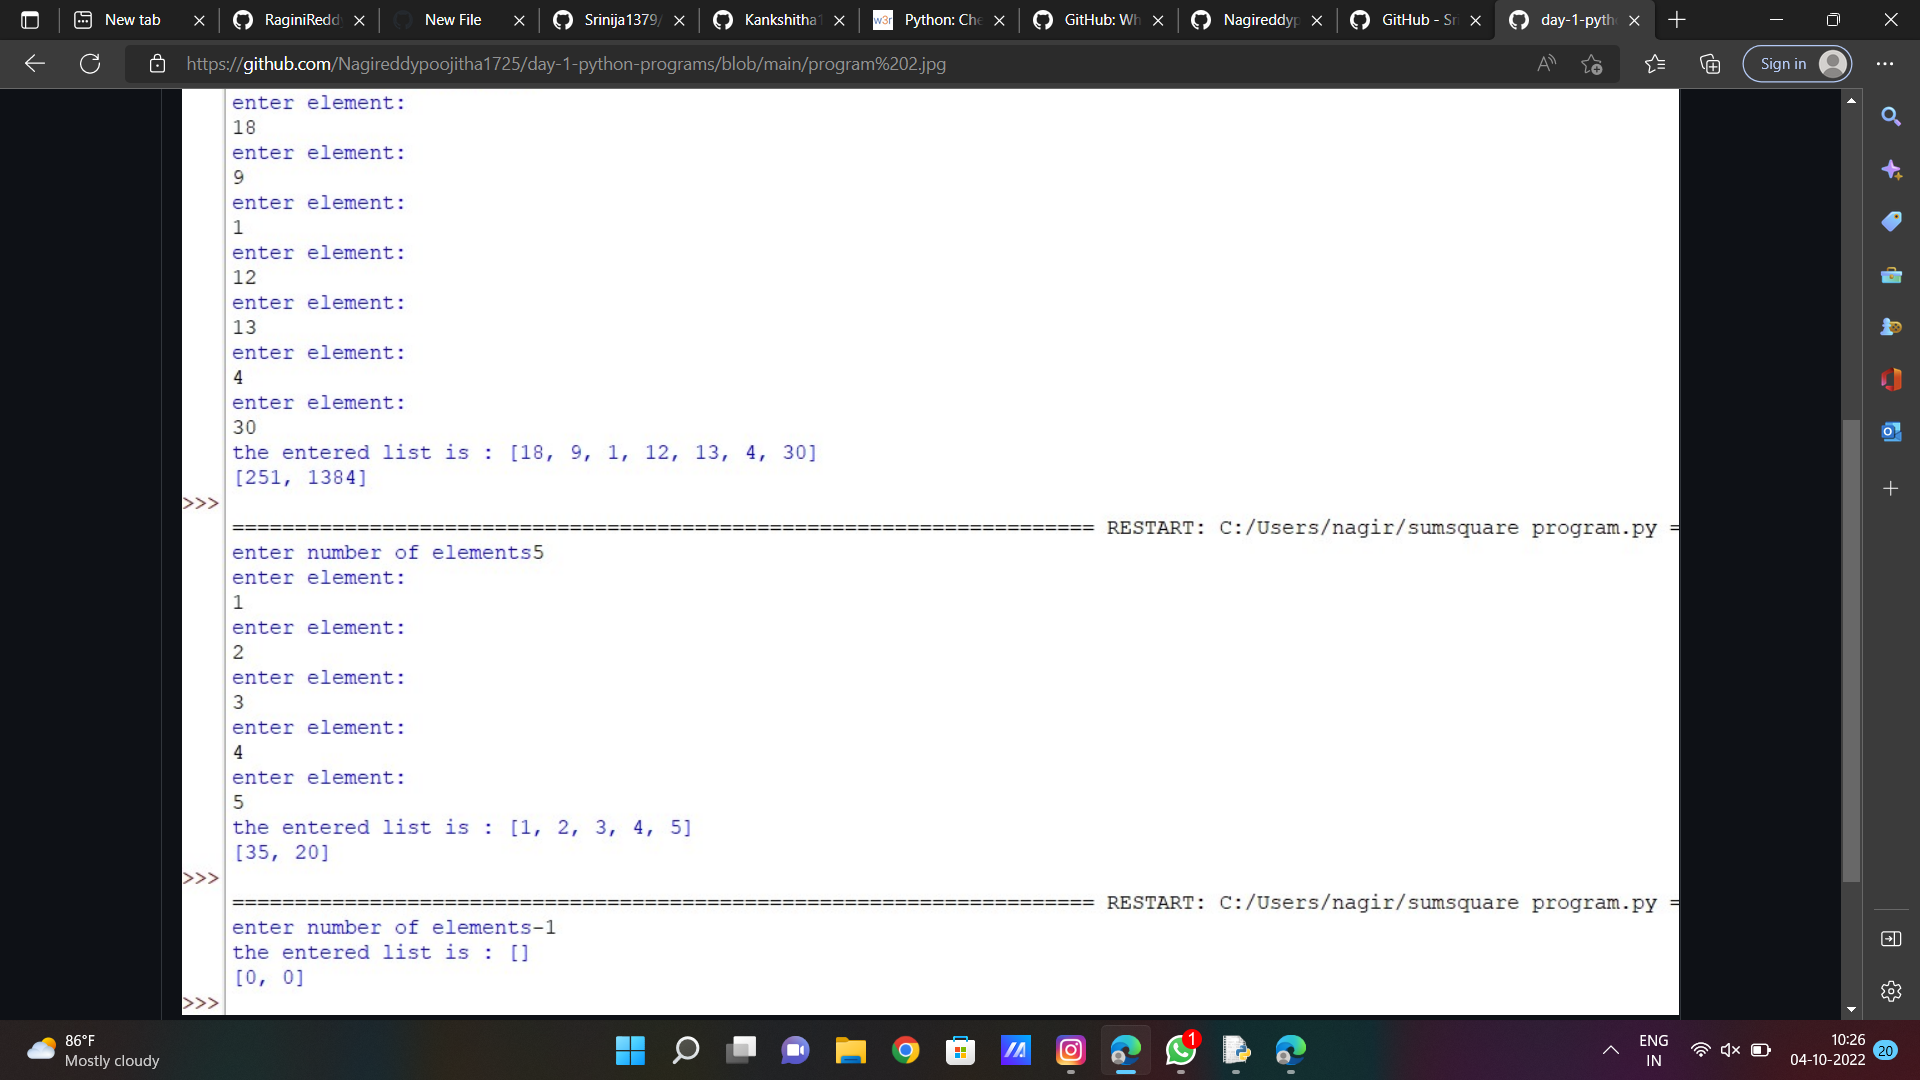 New tab
RaginiReddy
New File
Srinija1379/
Kankshitha1
w3r Python: Che
GitHub: Wh
Nagireddyp
GitHub - Sri
day-1-pyth
https://github.com/Nagireddypoojitha1725/day-1-python-programs/blob/main/program%202.jpg
Sign in
enter element:
18
enter element:
9
enter element:
1
enter element:
12
enter element:
13
enter element:
4
enter element:
30
the entered list is : [18, 9, 1, 12, 13, 4, 30]
[251, 1384]
>>>
===================================================================== RESTART: C:/Users/nagir/sumsquare program.py =
enter number of elements5
enter element:
1
enter element:
2
enter element:
3
enter element:
4
enter element:
5
the entered list is : [1, 2, 3, 4, 5]
[35, 20]
>>>
===================================================================== RESTART: C:/Users/nagir/sumsquare program.py =
enter number of elements-1
the entered list is : []
[0, 0]
>>>
86°F
Mostly cloudy
1
ENG
IN
10:26
04-10-2022
20